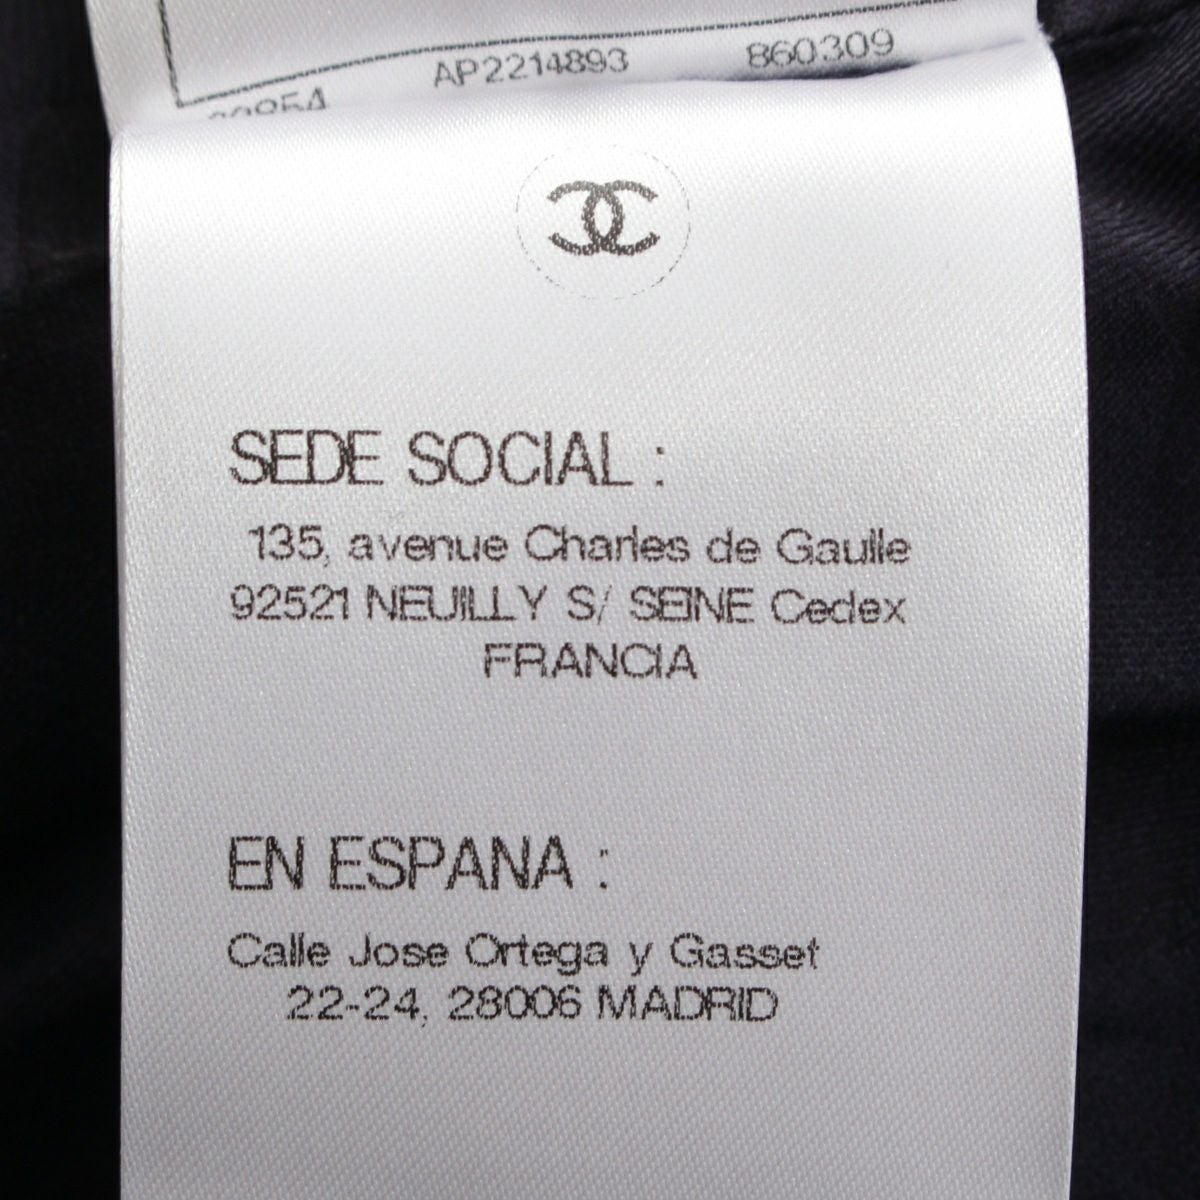 AP2214893 860309
SEDE SOCIAL :
135, avenue Charles de Gaulle
92521 NEUILLY S/ SEINE Cedex
FRANCIA
EN ESPANA :
Calle Jose Ortega y Gasset
22-24, 28006 MADRID